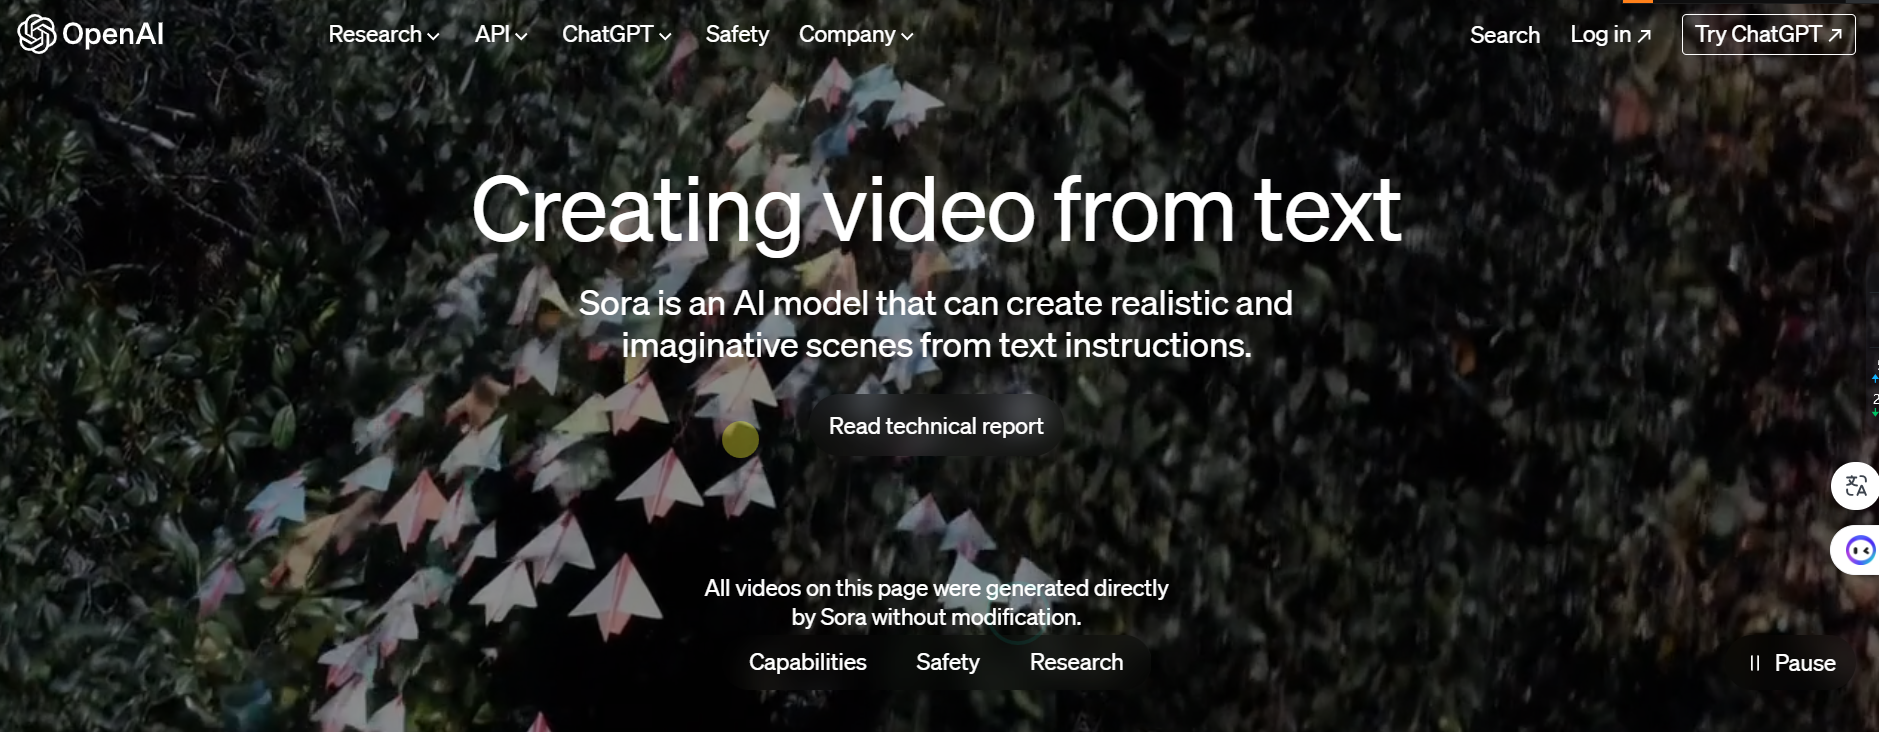 OpenAI
Research API ChatGPT Safety Company
Search Log in Try ChatGPT
Creating video from text
Sora is an AI model that can create realistic and
imaginative scenes from text instructions.
Read technical report
All videos on this page were generated directly
by Sora without modification.
Capabilities Safety Research
Pause